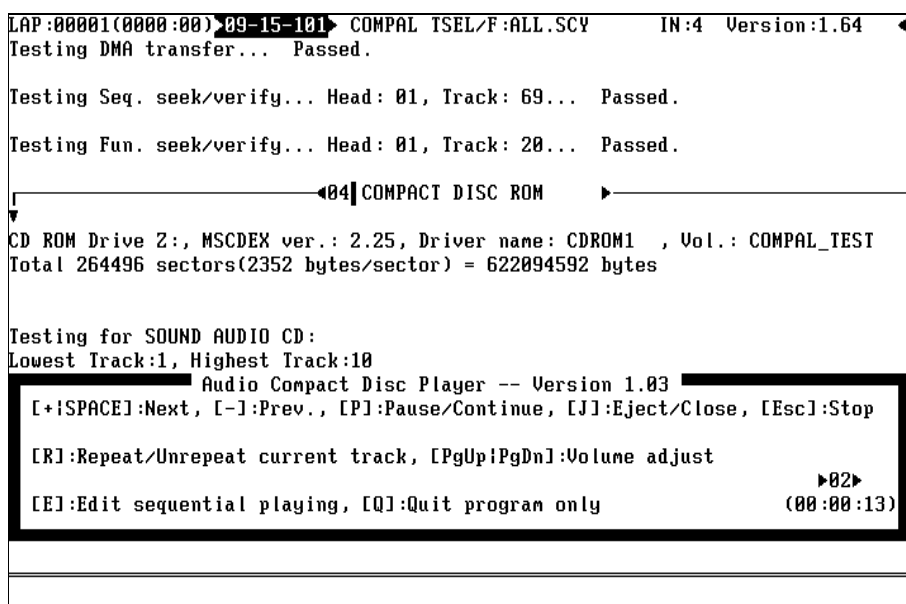 LAP:00001(0000:00)►09-15-101► COMPAL TSEL/F:ALL.SCY IN:4 Version:1.64 ◄
Testing DMA transfer... Passed.
Testing Seq. seek/verify... Head: 01, Track: 69... Passed.
Testing Fun. seek/verify... Head: 01, Track: 20... Passed.
◄04 COMPACT DISC ROM ►
CD ROM Drive Z:, MSCDEX ver.: 2.25, Driver name: CDROM1 , Vol.: COMPAL_TEST
Total 264496 sectors(2352 bytes/sector) = 622094592 bytes
Testing for SOUND AUDIO CD:
Lowest Track:1, Highest Track:10
Audio Compact Disc Player -- Version 1.03
[+¦SPACE]:Next, [-]:Prev., [P]:Pause/Continue, [J]:Eject/Close, [Esc]:Stop
[R]:Repeat/Unrepeat current track, [PgUp¦PgDn]:Volume adjust
►02►
[E]:Edit sequential playing, [Q]:Quit program only (00:00:13)